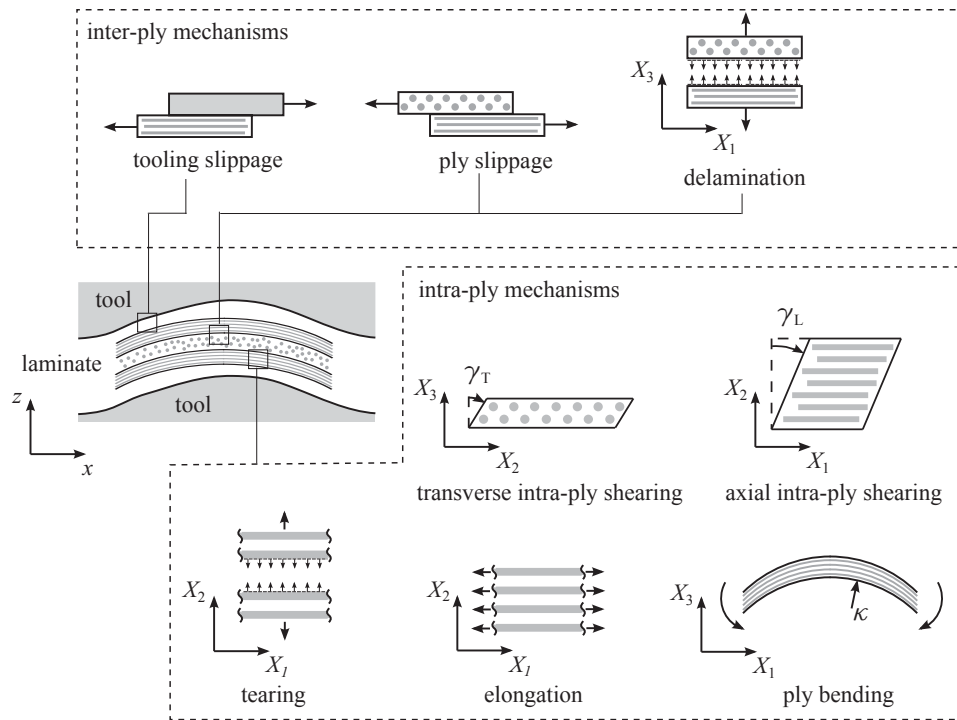 inter-ply mechanisms
tooling slippage
ply slippage
X3
X1
delamination
tool
laminate
tool
z
x
intra-ply mechanisms
γT
X3
X2
transverse intra-ply shearing
γL
X2
X1
axial intra-ply shearing
X2
X1
tearing
X2
X1
elongation
X3
X1
κ
ply bending